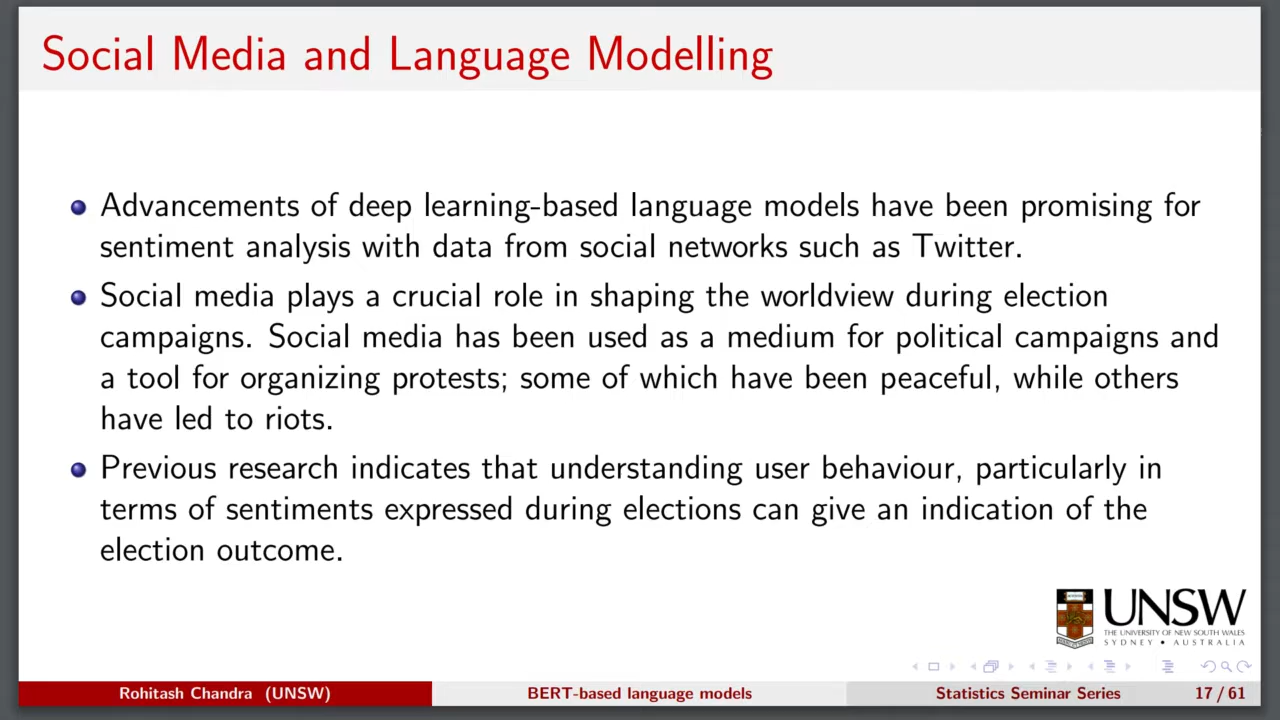 Social Media and Language Modelling
Advancements of deep learning-based language models have been promising for
sentiment analysis with data from social networks such as Twitter.
Social media plays a crucial role in shaping the worldview during election
campaigns. Social media has been used as a medium for political campaigns and
a tool for organizing protests; some of which have been peaceful, while others
have led to riots.
Previous research indicates that understanding user behaviour, particularly in
terms of sentiments expressed during elections can give an indication of the
election outcome.
UNSW
THE UNIVERSITY OF NEW SOUTH WALES
SYDNEY • AUSTRALIA
Rohitash Chandra (UNSW)
BERT-based language models
Statistics Seminar Series
17 / 61